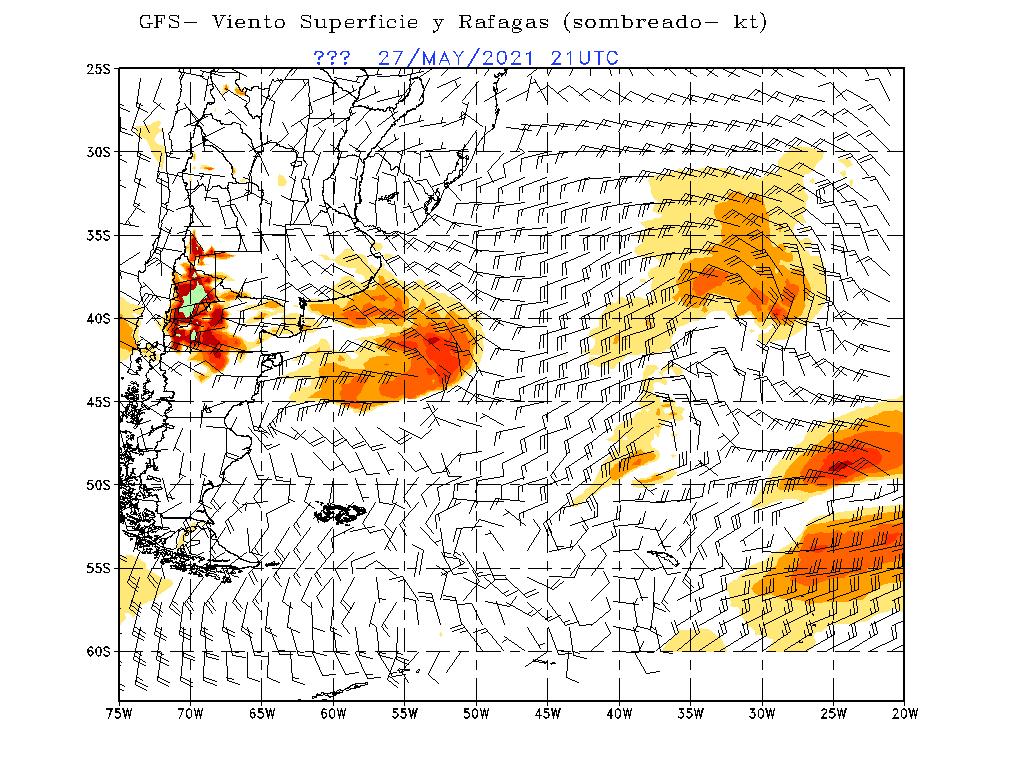 GFS− Viento Superficie y Rafagas (sombreado− kt)
??? 27/MAY/2021 21UTC
25S
30S
35S
40S
45S
50S
55S
60S
75W 70W 65W 60W 55W 50W 45W 40W 35W 30W 25W 20W